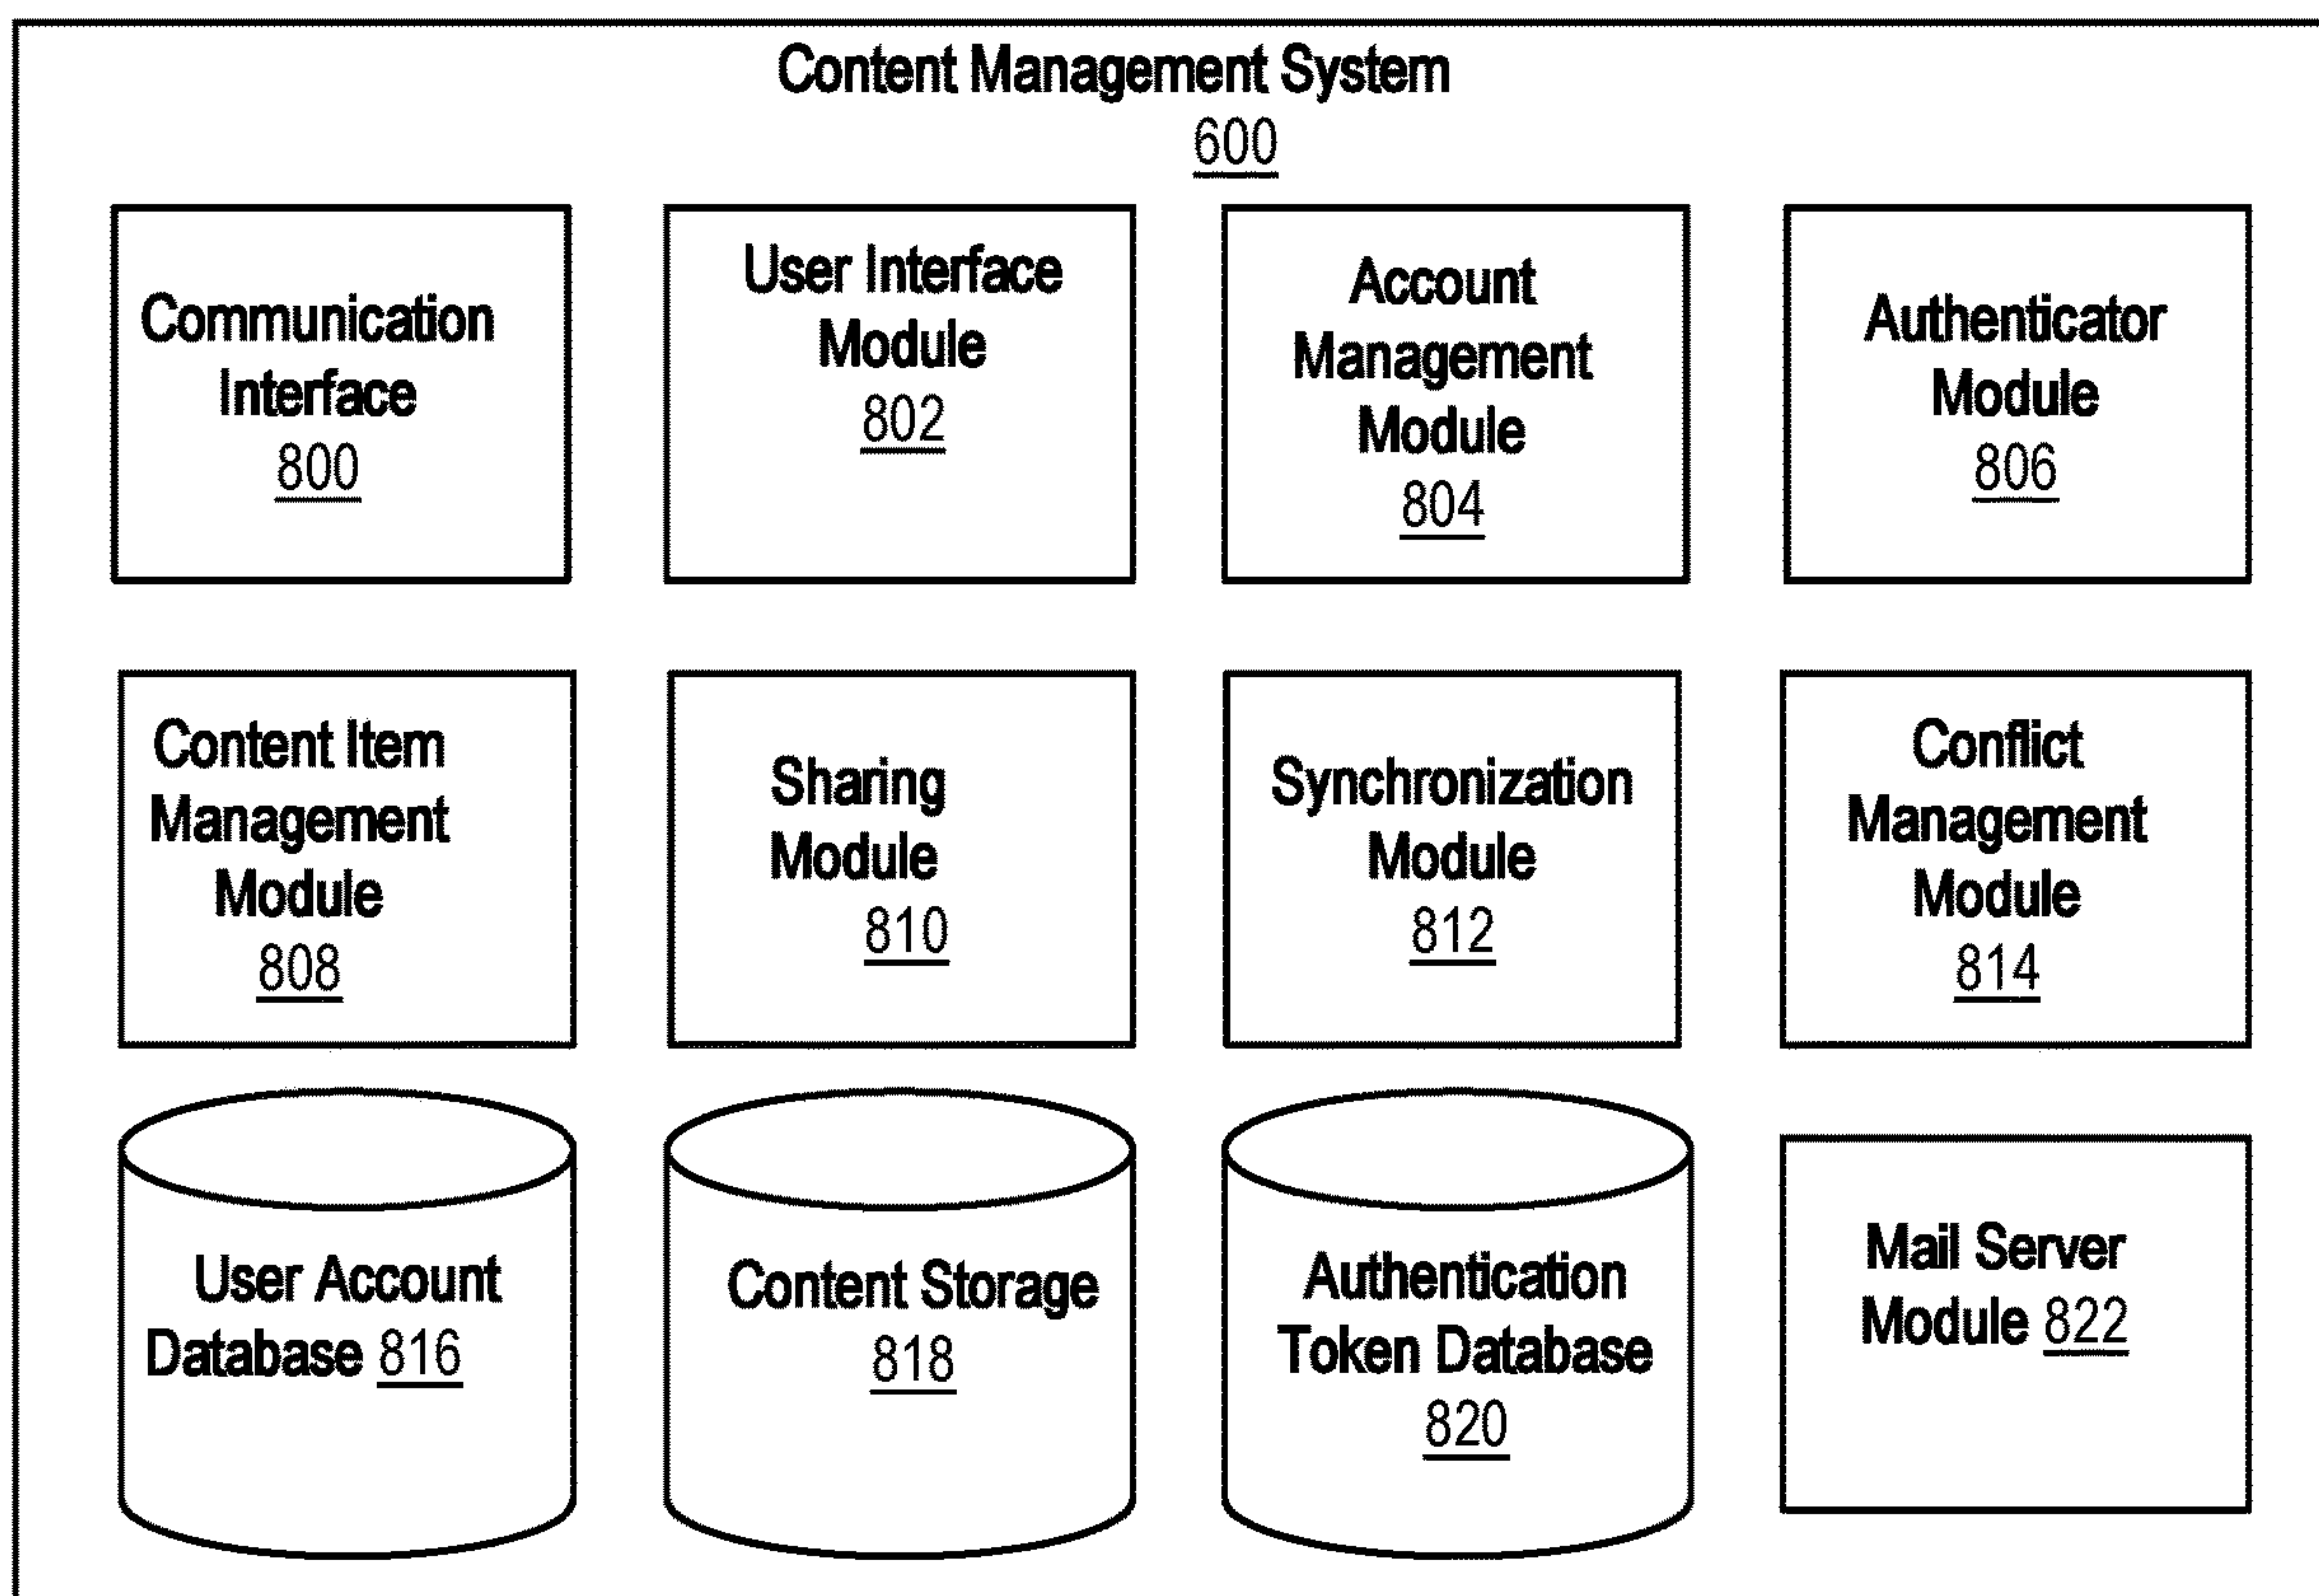 Content Management System
600
Communication
Interface
800
User Interface
Module
802
Account
Management
Module
804
Authenticator
Module
806
Content Item
Management
Module
808
Sharing
Module
810
Synchronization
Module
812
Conflict
Management
Module
814
User Account
Database 816
Content Storage
818
Authentication
Token Database
820
Mail Server
Module 822